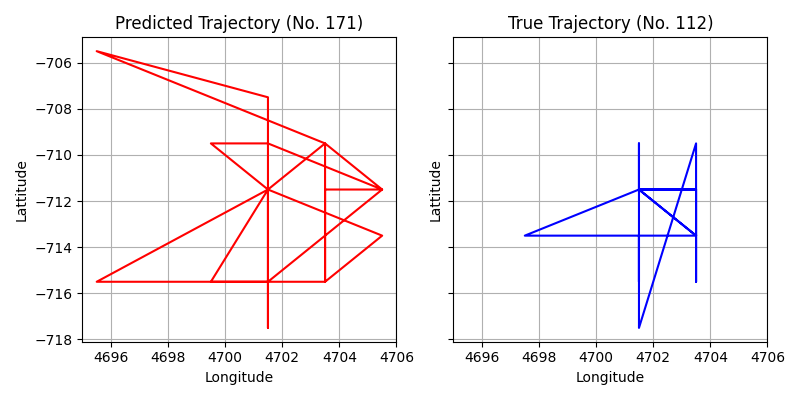 Predicted Trajectory (No. 171)
True Trajectory (No. 112)
−706
−708
−710
−712
−714
−716
−718
Lattitude
Lattitude
4696 4698 4700 4702 4704 4706
4696 4698 4700 4702 4704 4706
Longitude
Longitude